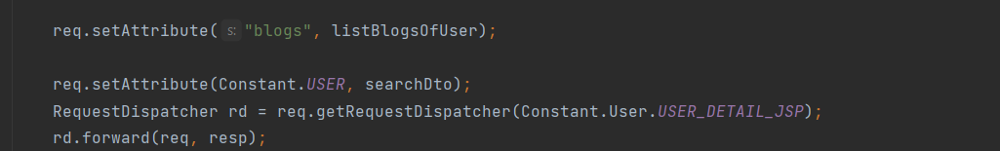 req.setAttribute( s: "blogs", listBlogsOfUser);
req.setAttribute(Constant.USER, searchDto);
RequestDispatcher rd = req.getRequestDispatcher(Constant.User.USER_DETAIL_JSP);
rd.forward(req, resp);